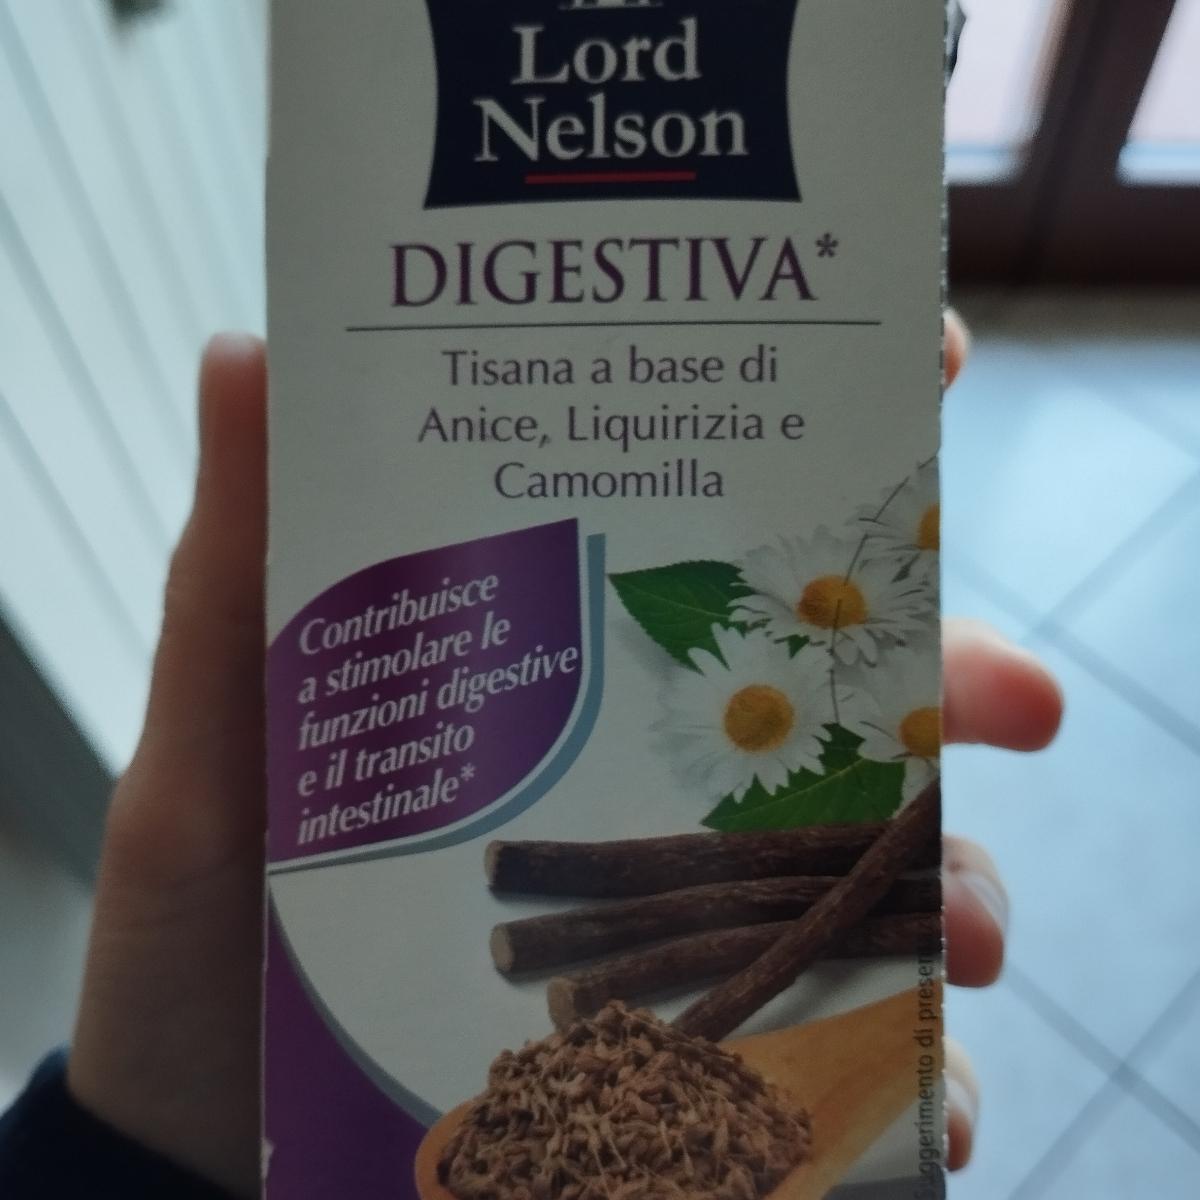 Lord
Nelson
DIGESTIVA*
Tisana a base di
Anice, Liquirizia e
Camomilla
Contribuisce
a stimolare le
funzioni digestive
e il transito
intestinale*